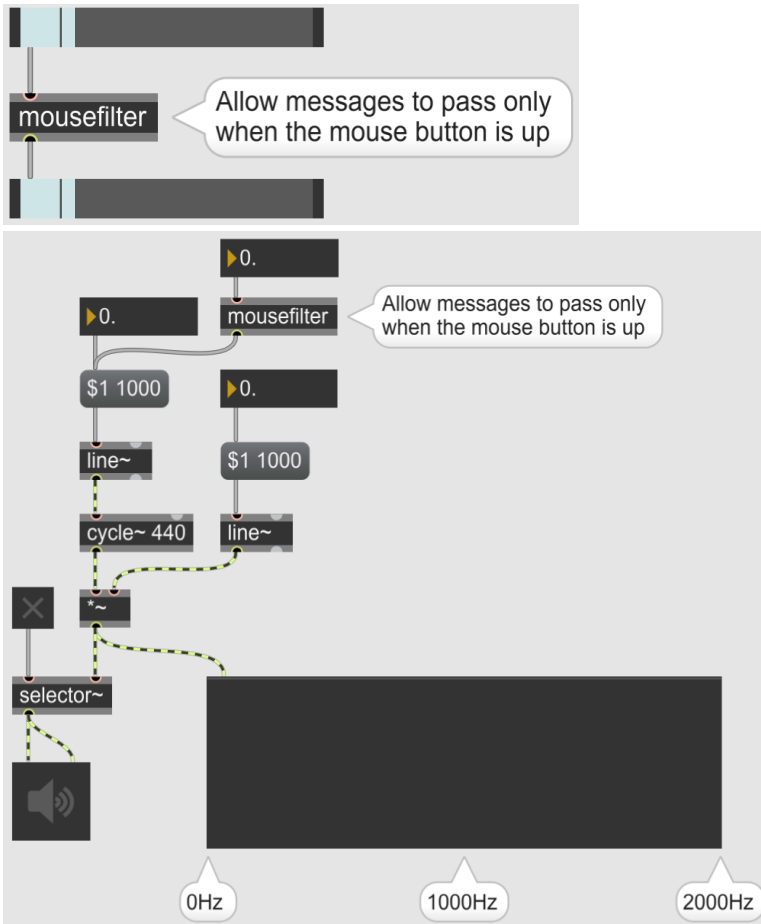 mousefilter
Allow messages to pass only
when the mouse button is up
0.
0.
mousefilter
Allow messages to pass only
when the mouse button is up
$1 1000
0.
line~
$1 1000
cycle~ 440
line~
*~
selector~
0Hz
1000Hz
2000Hz